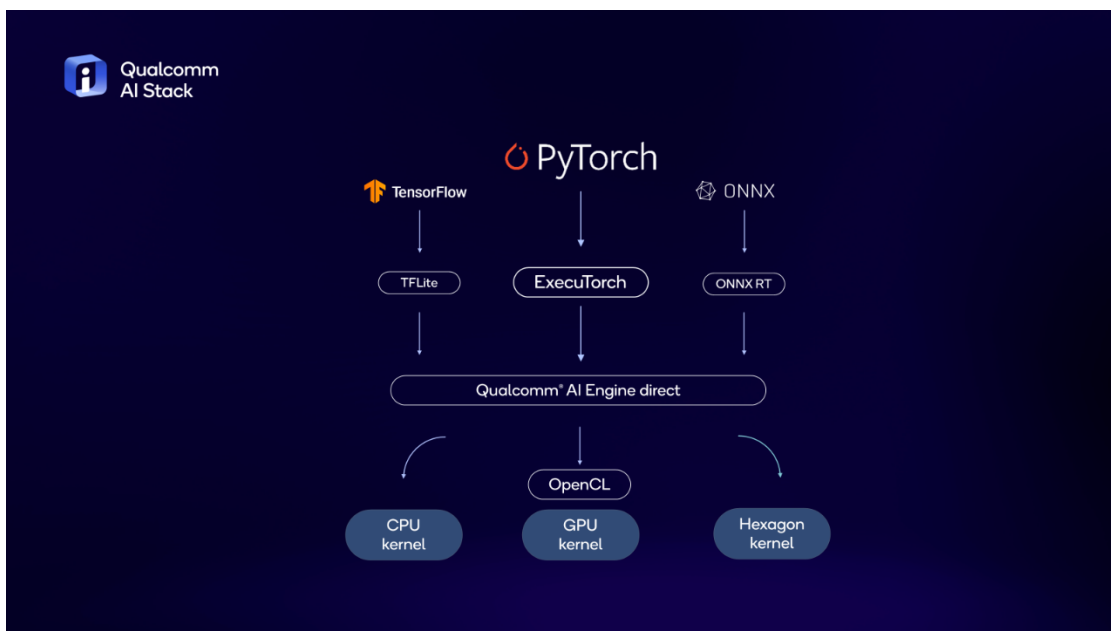 Qualcomm
AI Stack
PyTorch
TensorFlow
ONNX
TFLite
ExecuTorch
ONNX RT
Qualcomm® AI Engine direct
OpenCL
CPU
kernel
GPU
kernel
Hexagon
kernel